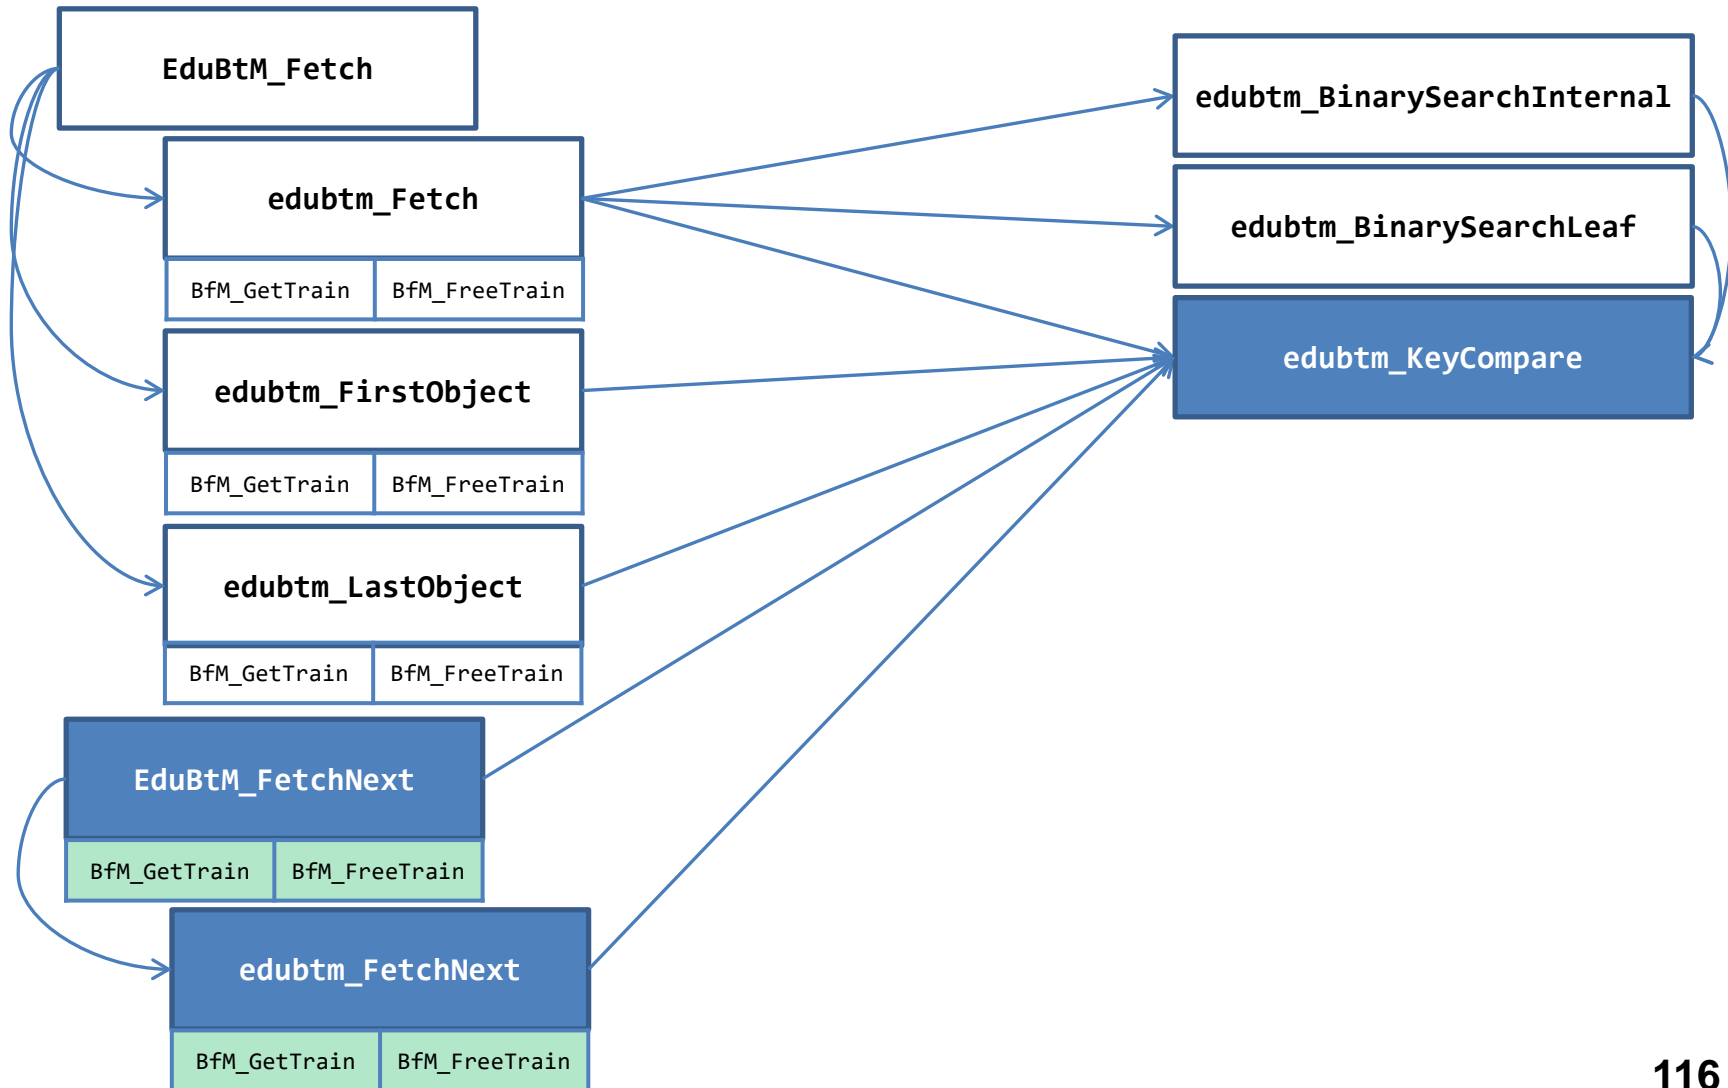 EduBtM_Fetch
edubtm_Fetch
BfM_GetTrain BfM_FreeTrain
edubtm_FirstObject
BfM_GetTrain BfM_FreeTrain
edubtm_LastObject
BfM_GetTrain BfM_FreeTrain
EduBtM_FetchNext
BfM_GetTrain BfM_FreeTrain
edubtm_FetchNext
BfM_GetTrain BfM_FreeTrain
edubtm_BinarySearchInternal
edubtm_BinarySearchLeaf
edubtm_KeyCompare
116